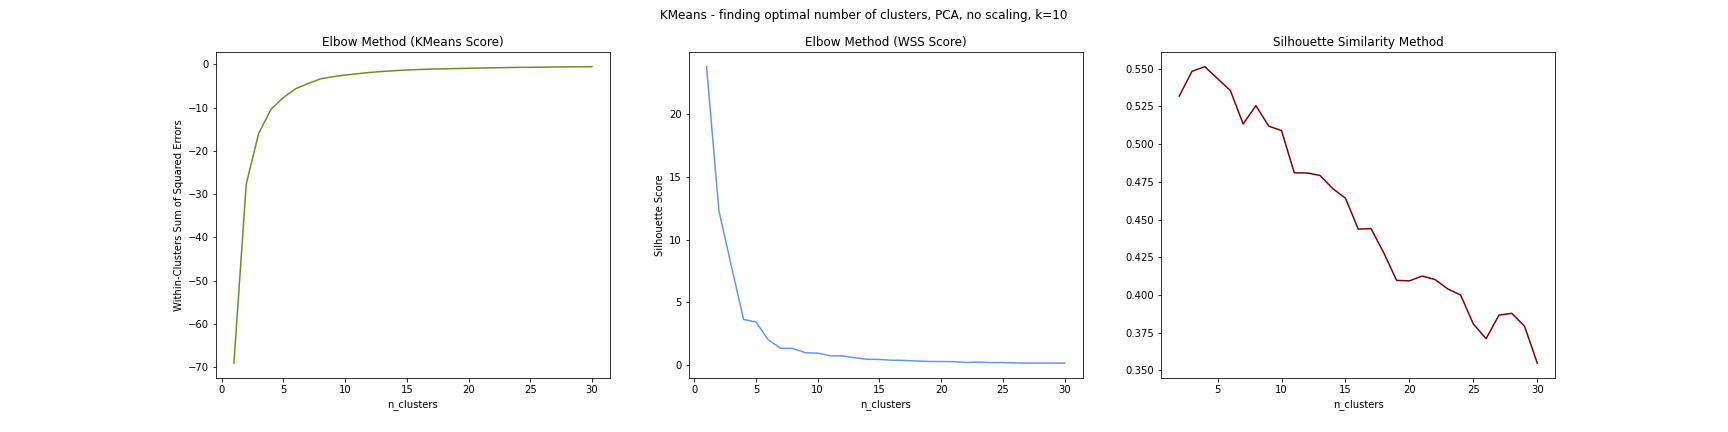 KMeans - finding optimal number of clusters, PCA, no scaling, k=10
Elbow Method (KMeans Score)
Within-Clusters Sum of Squared Errors
0
−10
−20
−30
−40
−50
−60
−70
0 5 10 15 20 25 30
n_clusters
Elbow Method (WSS Score)
Silhouette Score
20
15
10
5
0
0 5 10 15 20 25 30
n_clusters
Silhouette Similarity Method
0.550
0.525
0.500
0.475
0.450
0.425
0.400
0.375
0.350
5 10 15 20 25 30
n_clusters